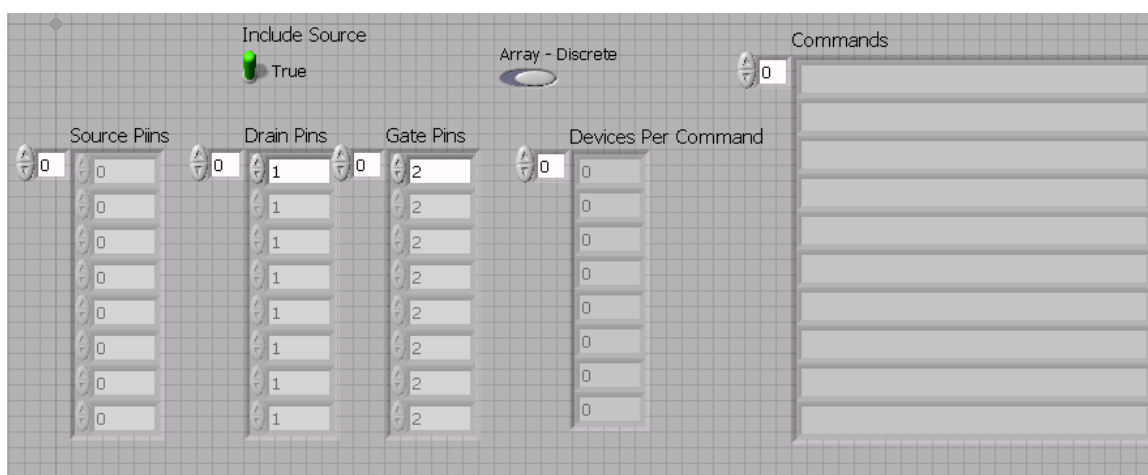 Include Source
True
Array - Discrete
Commands
0
Source Piins
Drain Pins
Gate Pins
Devices Per Command
0 0 0 1 0 2 0 0
0 1 2 0
0 1 2 0
0 1 2 0
0 1 2 0
0 1 2 0
0 1 2 0
0 1 2 0